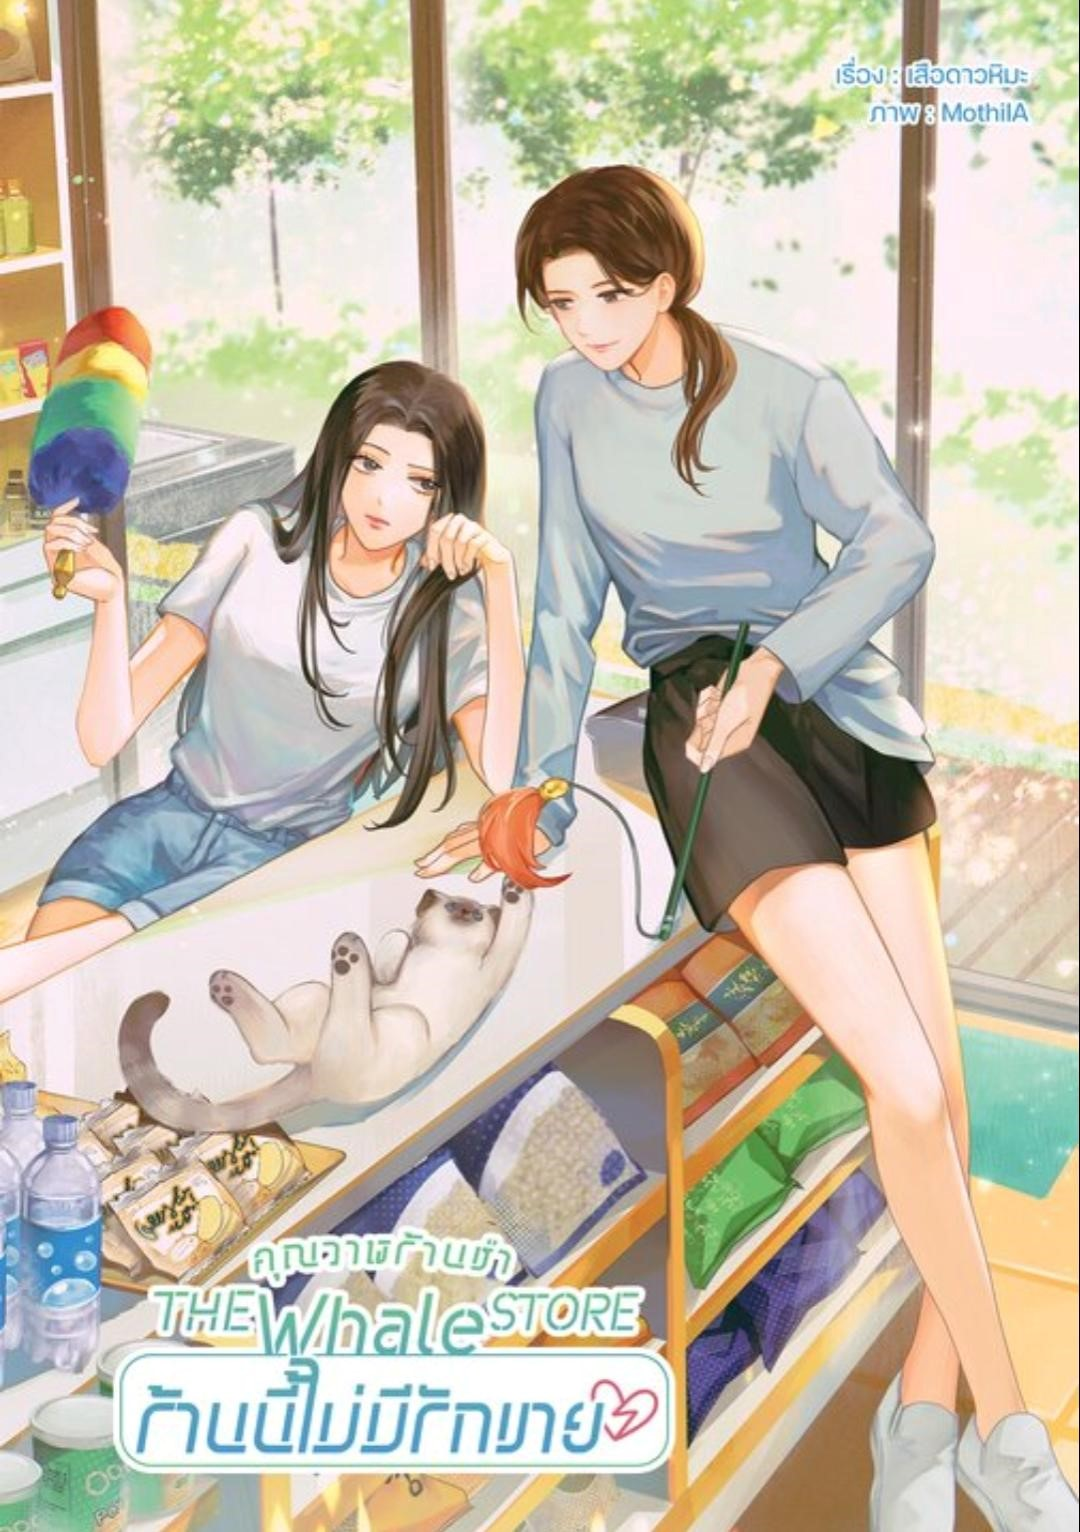 เรื่อง : เสือดาวหิมะ
ภาพ : MothilA
คุณวาฬร้านชำ
THE Whale STORE
ร้านนี้ไม่มีรักขาย